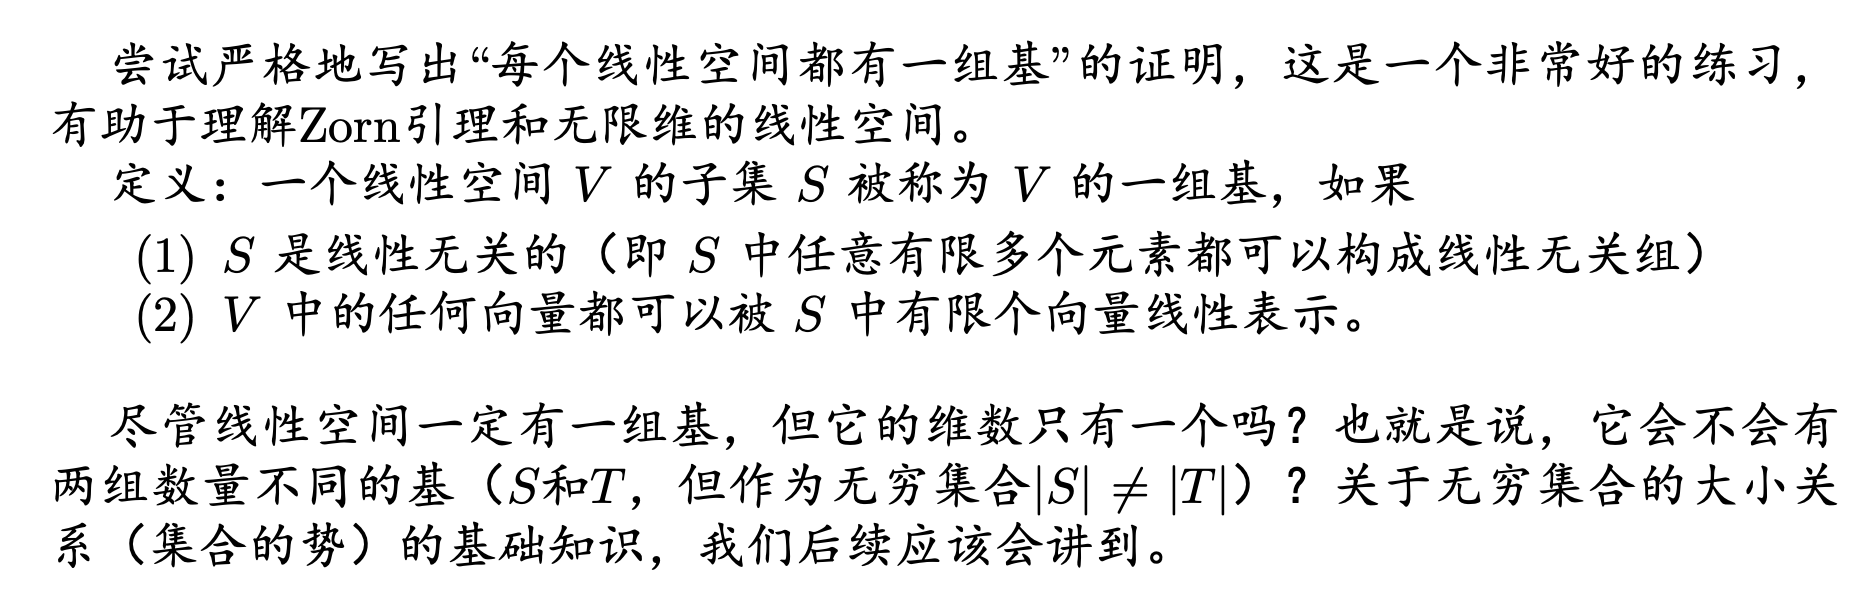 尝试严格地写出“每个线性空间都有一组基”的证明，这是一个非常好的练习，
有助于理解Zorn引理和无限维的线性空间。
定义：一个线性空间 V 的子集 S 被称为 V 的一组基，如果
(1) S 是线性无关的（即 S 中任意有限多个元素都可以构成线性无关组）
(2) V 中的任何向量都可以被 S 中有限个向量线性表示。
尽管线性空间一定有一组基，但它的维数只有一个吗？也就是说，它会不会有
两组数量不同的基（S和T，但作为无穷集合|S| ≠ |T|）？关于无穷集合的大小关
系（集合的势）的基础知识，我们后续应该会讲到。